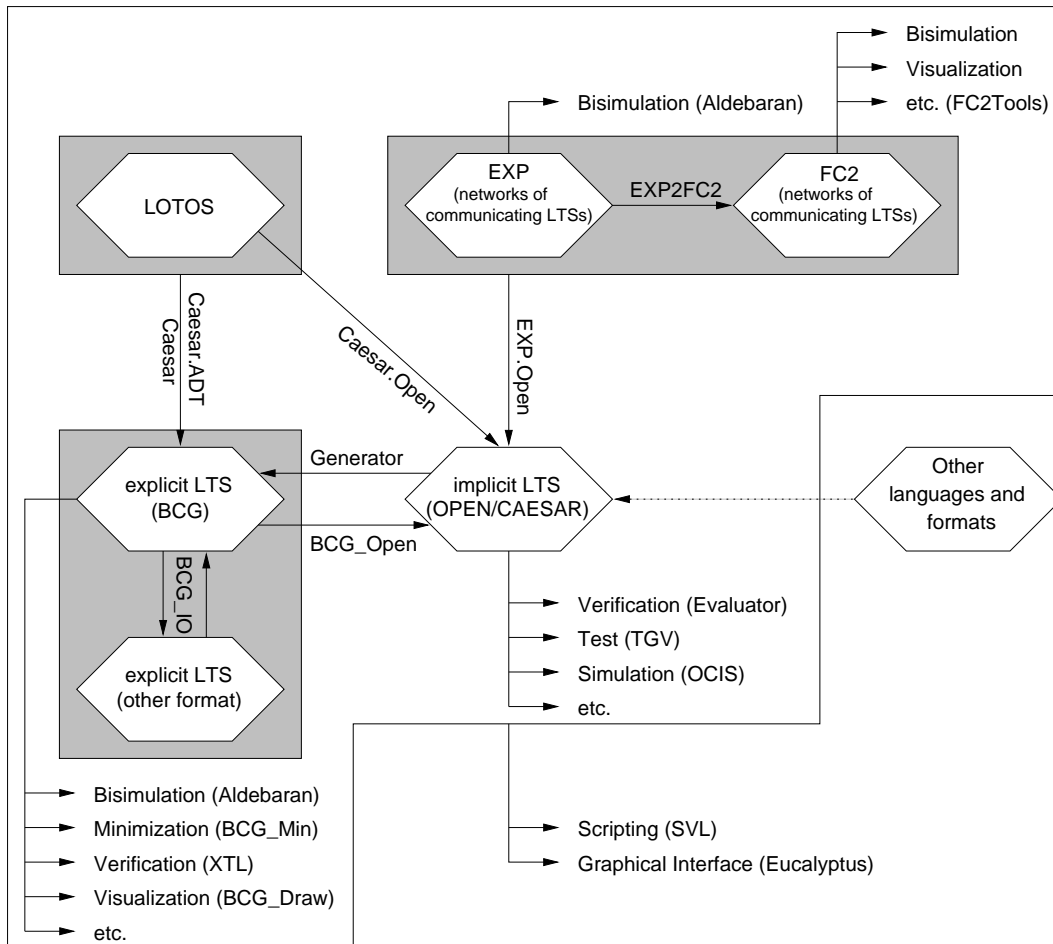 Bisimulation
Visualization
etc. (FC2Tools)
Bisimulation (Aldebaran)
LOTOS
EXP
(networks of
communicating LTSs)
EXP2FC2
FC2
(networks of
communicating LTSs)
Caesar.ADT
Caesar
Caesar.Open
EXP.Open
explicit LTS
(BCG)
Generator
BCG_Open
implicit LTS
(OPEN/CAESAR)
Other
languages and
formats
BCG_IO
explicit LTS
(other format)
Verification (Evaluator)
Test (TGV)
Simulation (OCIS)
etc.
Bisimulation (Aldebaran)
Minimization (BCG_Min)
Verification (XTL)
Visualization (BCG_Draw)
etc.
Scripting (SVL)
Graphical Interface (Eucalyptus)